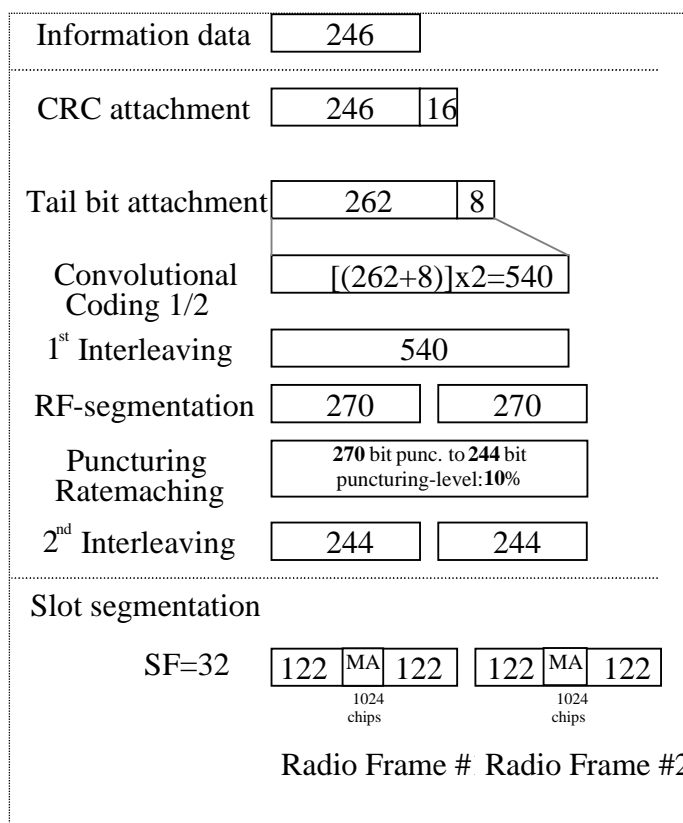 Information data 246
CRC attachment 246 16
Tail bit attachment 262 8
Convolutional
Coding 1/2
[(262+8)]x2=540
1st Interleaving 540
RF-segmentation 270 270
Puncturing
Ratemaching
270 bit punc. to 244 bit
puncturing-level:10%
2nd Interleaving 244 244
Slot segmentation
SF=32 122 MA 122 122 MA 122
1024
chips
1024
chips
Radio Frame # Radio Frame #2